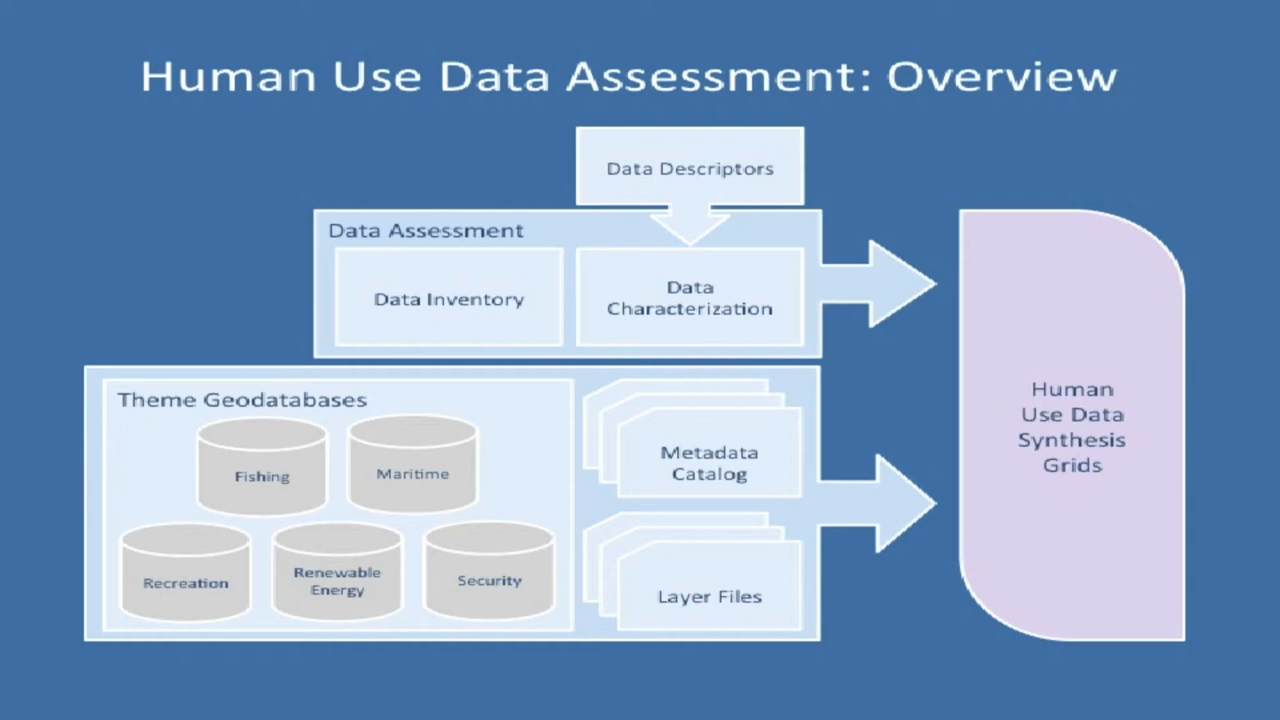 Human Use Data Assessment: Overview
Data Descriptors
Data Assessment
Data Inventory
Data
Characterization
Theme Geodatabases
Fishing
Maritime
Recreation
Renewable
Energy
Security
Metadata
Catalog
Layer Files
Human
Use Data
Synthesis
Grids